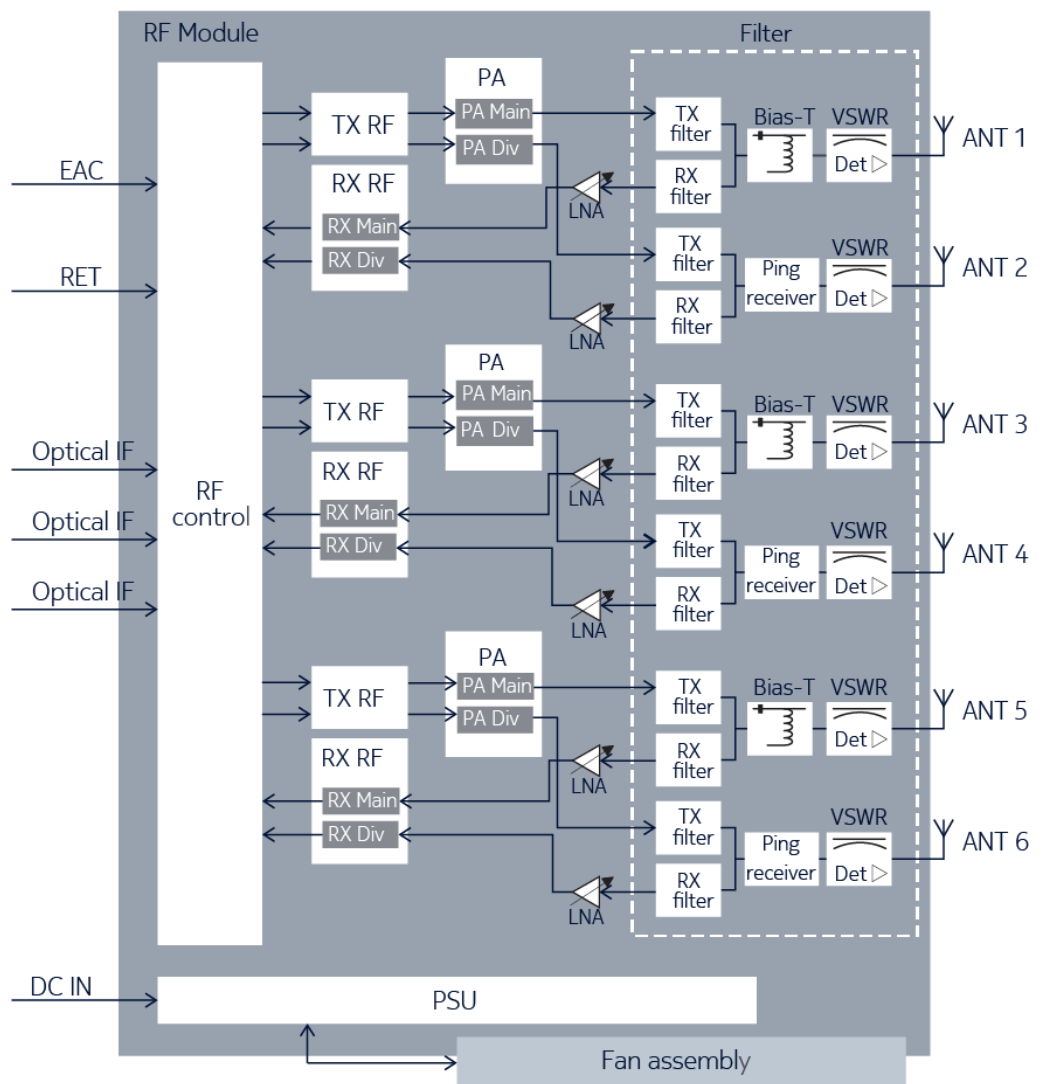 RF Module
Filter
PA
PA Main
PA Div
TX RF
RX RF
RX Main
RX Div
LNA
LNA
TX
filter
RX
filter
Bias-T
VSWR
Det
ANT 1
TX
filter
RX
filter
Ping
receiver
VSWR
Det
ANT 2
EAC
RET
PA
PA Main
PA Div
TX RF
RX RF
RX Main
RX Div
LNA
LNA
TX
filter
RX
filter
Bias-T
VSWR
Det
ANT 3
TX
filter
RX
filter
Ping
receiver
VSWR
Det
ANT 4
Optical IF
Optical IF
Optical IF
RF
control
PA
PA Main
PA Div
TX RF
RX RF
RX Main
RX Div
LNA
LNA
TX
filter
RX
filter
Bias-T
VSWR
Det
ANT 5
TX
filter
RX
filter
Ping
receiver
VSWR
Det
ANT 6
DC IN
PSU
Fan assembly